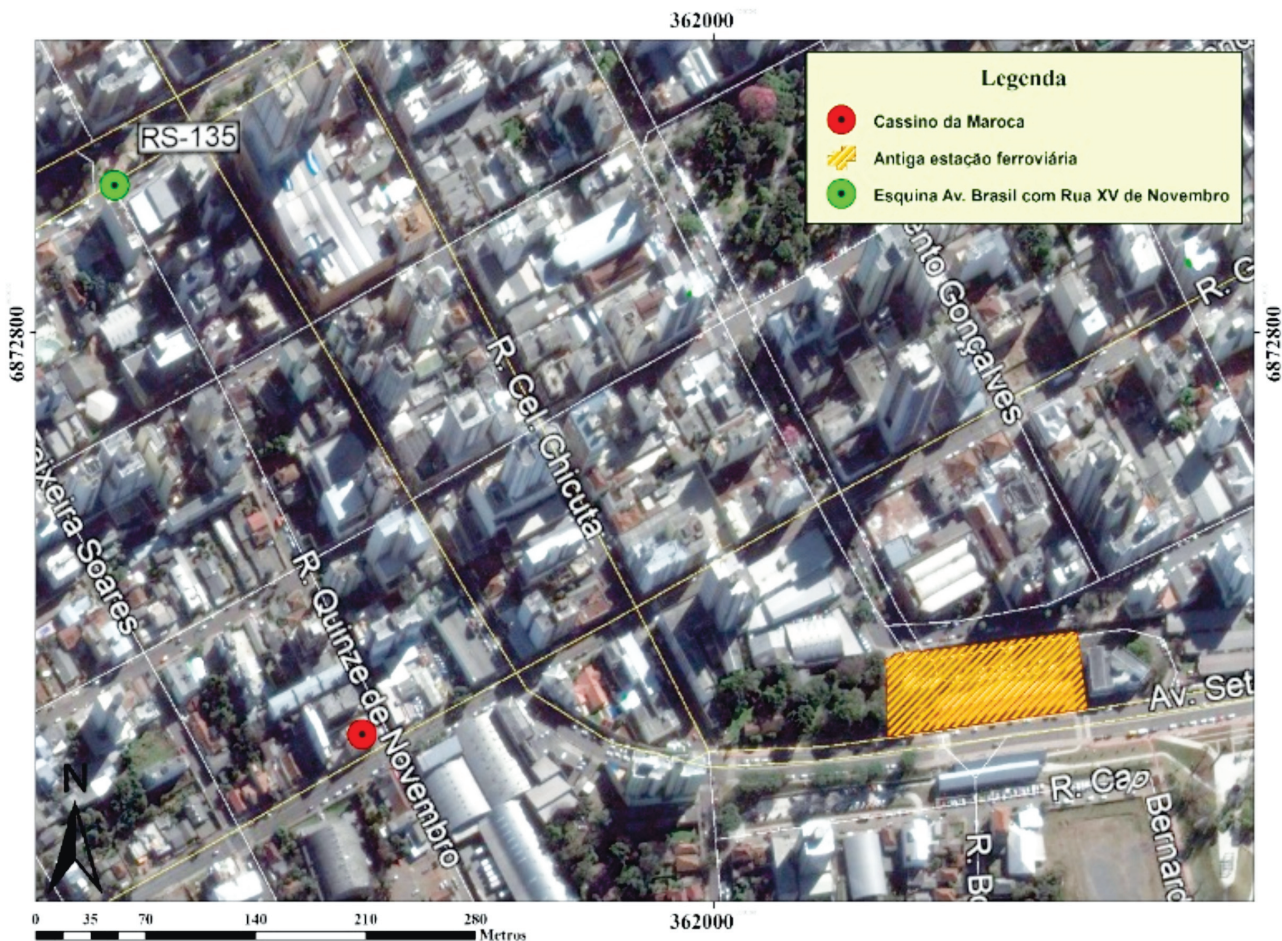 362000
Legenda
Cassino da Maroca
Antiga estação ferroviária
Esquina Av. Brasil com Rua XV de Novembro
RS-135
6872800
6872800
R. G
ento Gonçalves
R. Cel. Chicuta
eixeira Soares
R. Quinze de Novembro
Av. Set
R. Cap
Bernard
R. Bo
N
0 35 70 140 210 280
Metros
362000